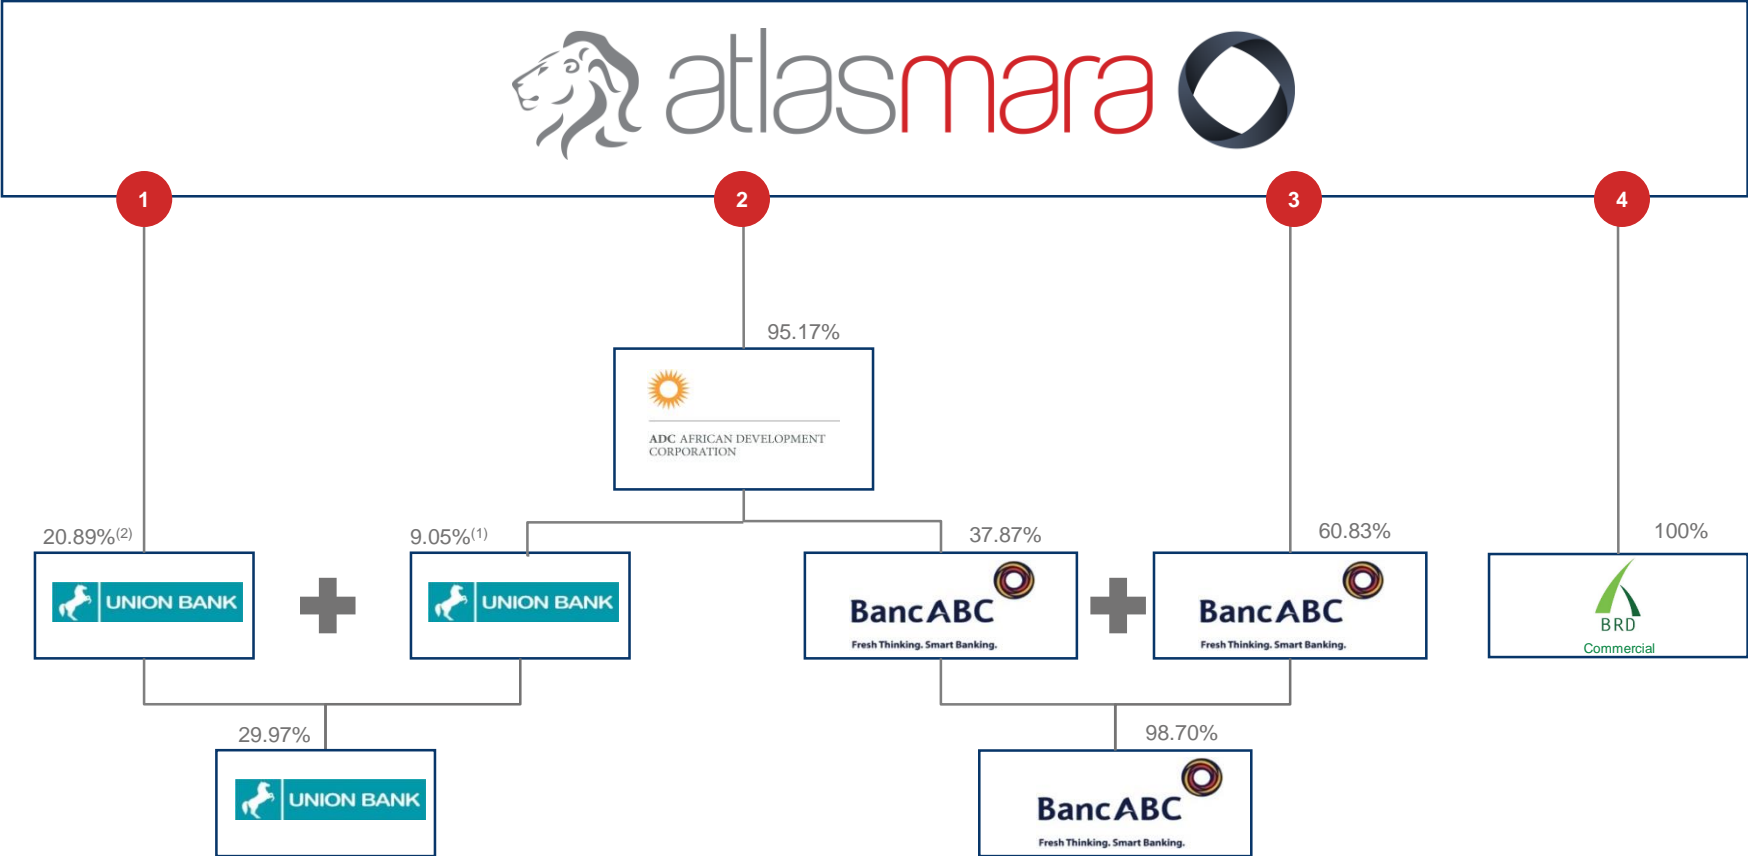 atlasmara
1
2
3
4
95.17%
ADC AFRICAN DEVELOPMENT
CORPORATION
20.89%(2)
9.05%(1)
37.87%
60.83%
100%
UNION BANK
UNION BANK
BancABC
Fresh Thinking. Smart Banking.
BancABC
Fresh Thinking. Smart Banking.
BRD
Commercial
29.97%
98.70%
UNION BANK
BancABC
Fresh Thinking. Smart Banking.